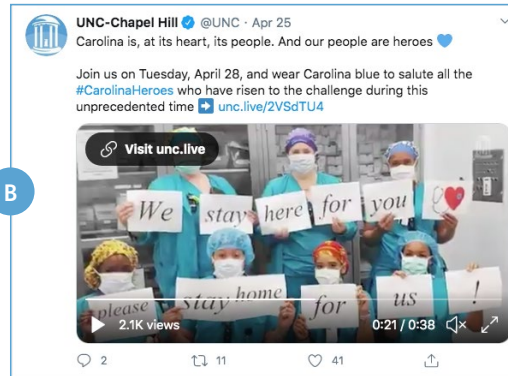 UNC-Chapel Hill @UNC · Apr 25
Carolina is, at its heart, its people. And our people are heroes
Join us on Tuesday, April 28, and wear Carolina blue to salute all the
#CarolinaHeroes who have risen to the challenge during this
unprecedented time unc.live/2VSdTU4
Visit unc.live
We stay here for you
please stay home for us !
2.1K views 0:21 / 0:38
2 11 41
B